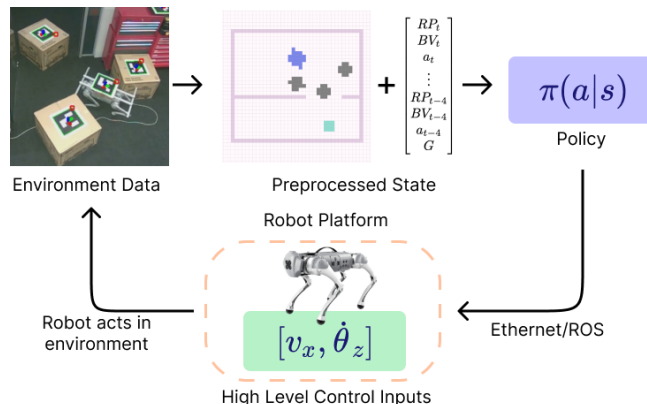 RP_t
BV_t
a_t
⋮
RP_{t-4}
BV_{t-4}
a_{t-4}
G
+
π(a|s)
Policy
Environment Data
Preprocessed State
Robot Platform
[v_x, θ̇_z]
High Level Control Inputs
Ethernet/ROS
Robot acts in
environment